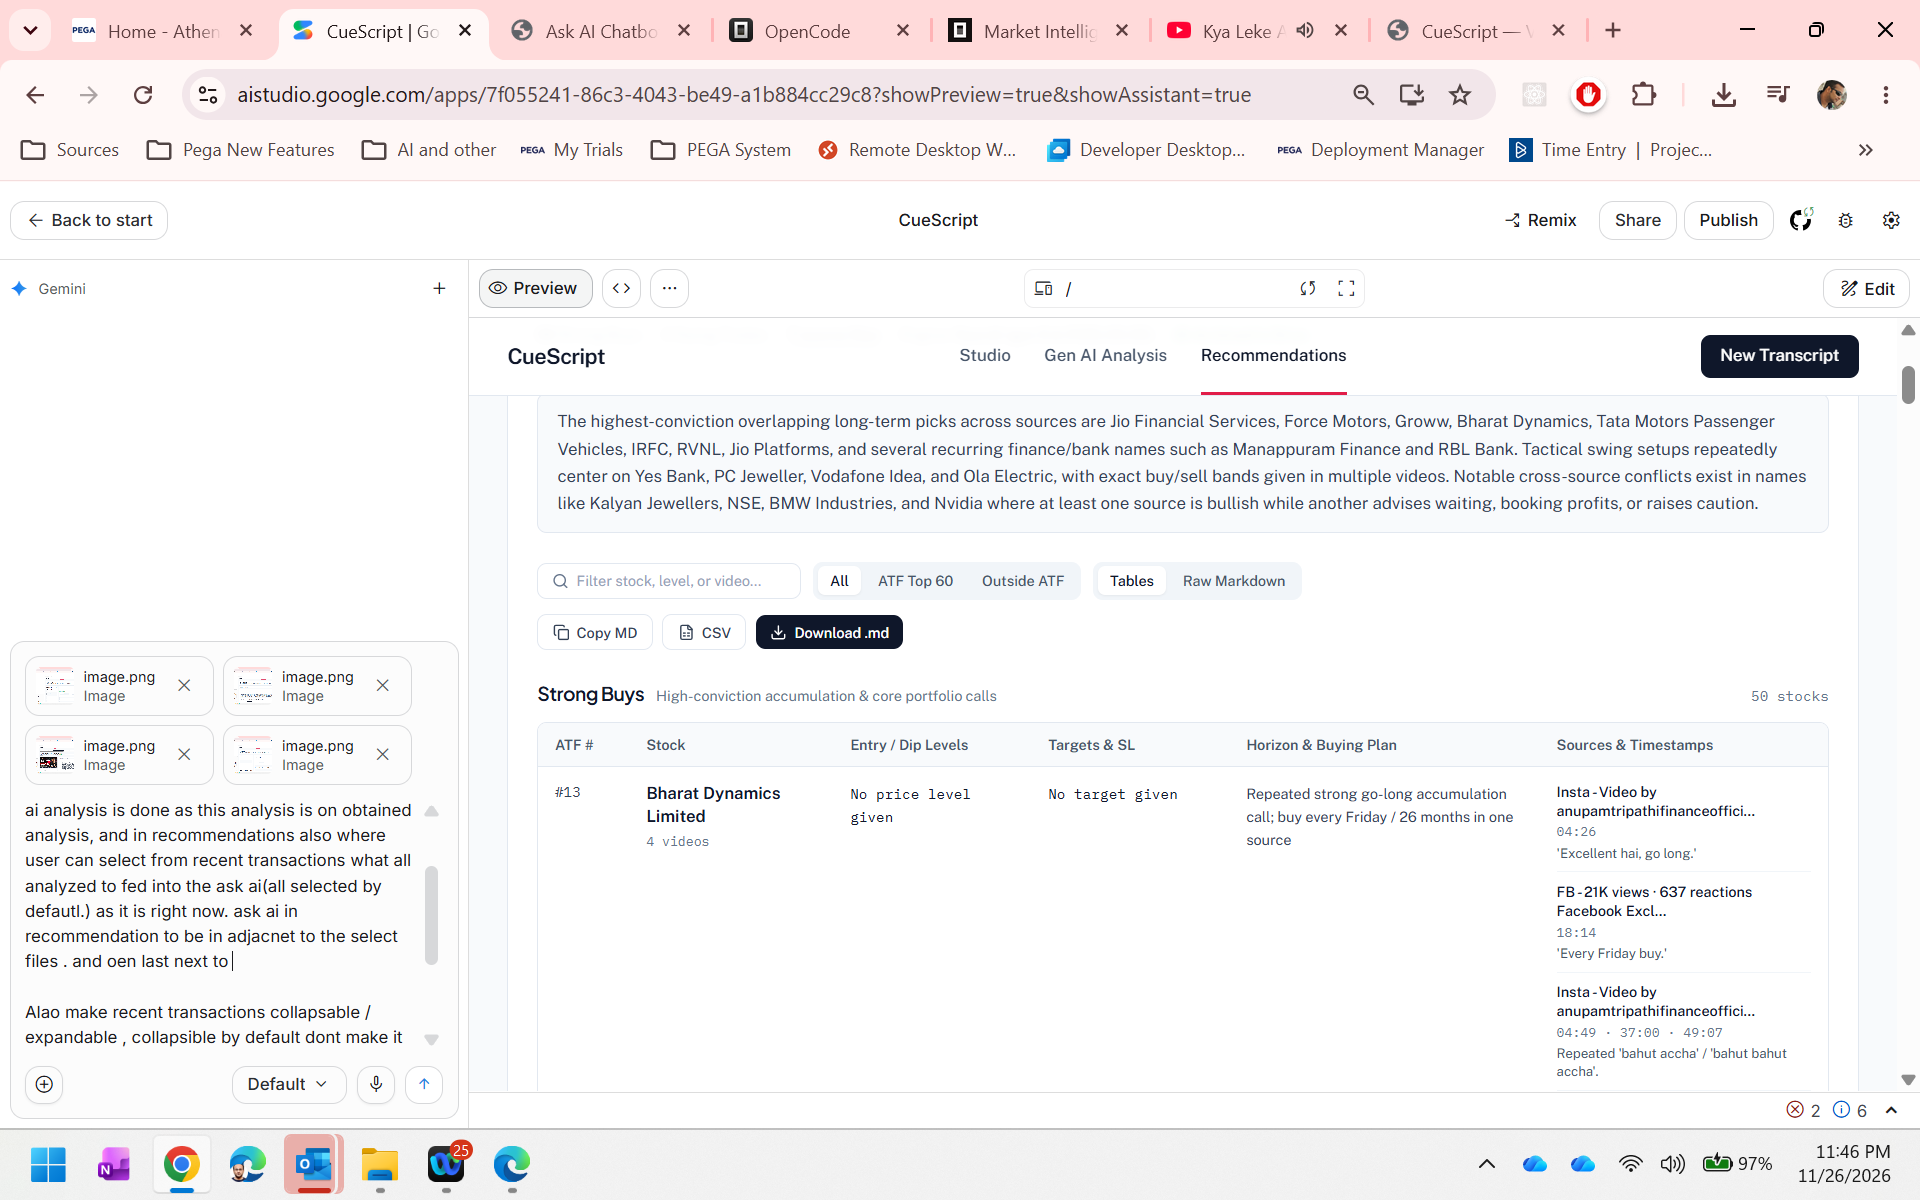 PEGA Home - Athen
CueScript | Go
Ask AI Chatbo
OpenCode
Market Intellig
Kya Leke A
CueScript — V
aistudio.google.com/apps/7f055241-86c3-4043-be49-a1b884cc29c8?showPreview=true&showAssistant=true
Sources
Pega New Features
AI and other
PEGA My Trials
PEGA System
Remote Desktop W...
Developer Desktop...
PEGA Deployment Manager
Time Entry | Projec...
Back to start
CueScript
Remix
Share
Publish
Gemini
Preview
/
Edit
CueScript
Studio
Gen AI Analysis
Recommendations
New Transcript
The highest-conviction overlapping long-term picks across sources are Jio Financial Services, Force Motors, Groww, Bharat Dynamics, Tata Motors Passenger
Vehicles, IRFC, RVNL, Jio Platforms, and several recurring finance/bank names such as Manappuram Finance and RBL Bank. Tactical swing setups repeatedly
center on Yes Bank, PC Jeweller, Vodafone Idea, and Ola Electric, with exact buy/sell bands given in multiple videos. Notable cross-source conflicts exist in names
like Kalyan Jewellers, NSE, BMW Industries, and Nvidia where at least one source is bullish while another advises waiting, booking profits, or raises caution.
Filter stock, level, or video...
All
ATF Top 60
Outside ATF
Tables
Raw Markdown
Copy MD
CSV
Download .md
Strong Buys High-conviction accumulation & core portfolio calls
50 stocks
ATF #
Stock
Entry / Dip Levels
Targets & SL
Horizon & Buying Plan
Sources & Timestamps
#13
Bharat Dynamics
Limited
4 videos
No price level
given
No target given
Repeated strong go-long accumulation
call; buy every Friday / 26 months in one
source
Insta - Video by
anupamtripathifinanceoffici...
04:26
'Excellent hai, go long.'
FB - 21K views · 637 reactions
Facebook Excl...
18:14
'Every Friday buy.'
Insta - Video by
anupamtripathifinanceoffici...
04:49 · 37:00 · 49:07
Repeated 'bahut accha' / 'bahut bahut
accha'.
image.png
Image
image.png
Image
image.png
Image
image.png
Image
ai analysis is done as this analysis is on obtained
analysis, and in recommendations also where
user can select from recent transactions what all
analyzed to fed into the ask ai(all selected by
defautl.) as it is right now. ask ai in
recommendation to be in adjacnet to the select
files . and oen last next to
Alao make recent transactions collapsable /
expandable , collapsible by default dont make it
Default
2
6
25
97%
11:46 PM
11/26/2026